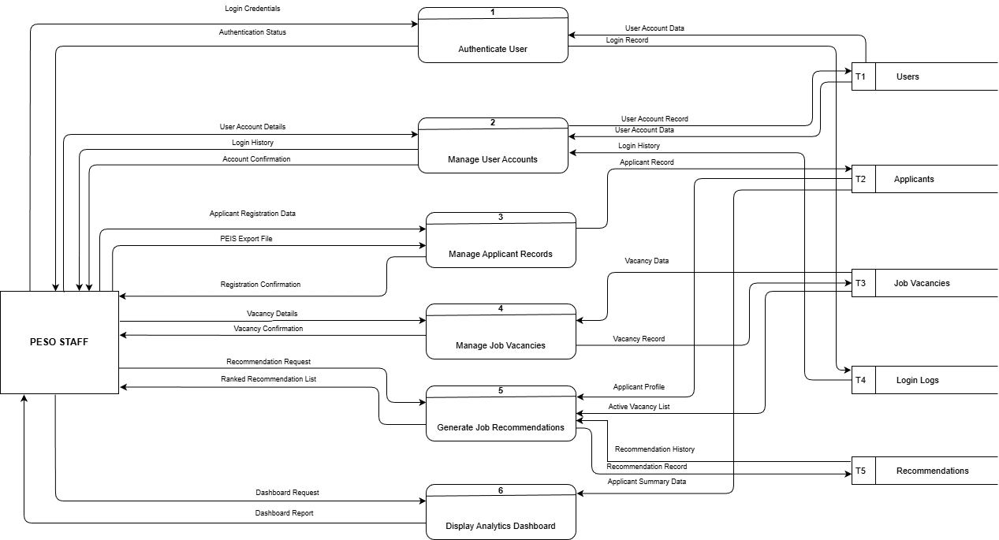 Login Credentials
1
Authentication Status
User Account Data
Login Record
Authenticate User
T1
Users
2
User Account Details
User Account Record
User Account Data
Login History
Login History
Account Confirmation
Manage User Accounts
Applicant Record
T2
Applicants
3
Applicant Registration Data
PEIS Export File
Manage Applicant Records
Vacancy Data
Registration Confirmation
T3
Job Vacancies
4
Vacancy Details
Vacancy Confirmation
PESO STAFF
Manage Job Vacancies
Vacancy Record
Recommendation Request
Ranked Recommendation List
T4
Login Logs
5
Applicant Profile
Active Vacancy List
Generate Job Recommendations
Recommendation History
Recommendation Record
T5
Recommendations
Applicant Summary Data
6
Dashboard Request
Dashboard Report
Display Analytics Dashboard